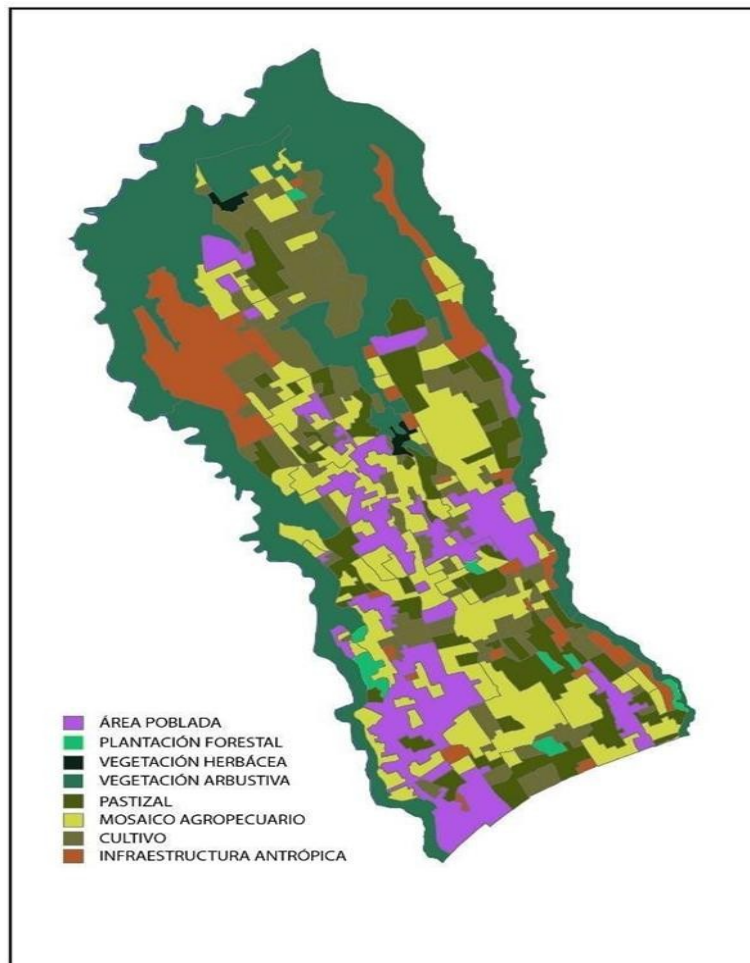 ÁREA POBLADA
PLANTACIÓN FORESTAL
VEGETACIÓN HERBÁCEA
VEGETACIÓN ARBUSTIVA
PASTIZAL
MOSAICO AGROPECUARIO
CULTIVO
INFRAESTRUCTURA ANTRÓPICA